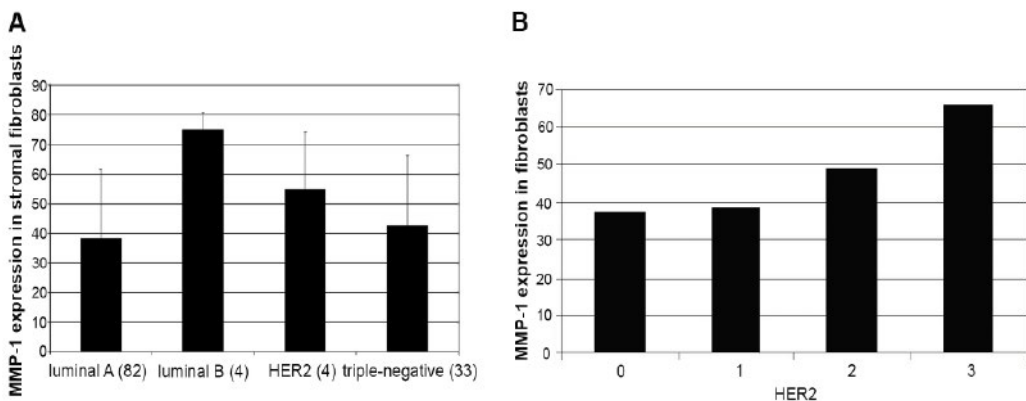 A
MMP-1 expression in stromal fibroblasts
90
80
70
60
50
40
30
20
10
0
luminal A (82) luminal B (4) HER2 (4) triple-negative (33)
B
MMP-1 expression in fibroblasts
70
60
50
40
30
20
10
0
0 1 2 3
HER2